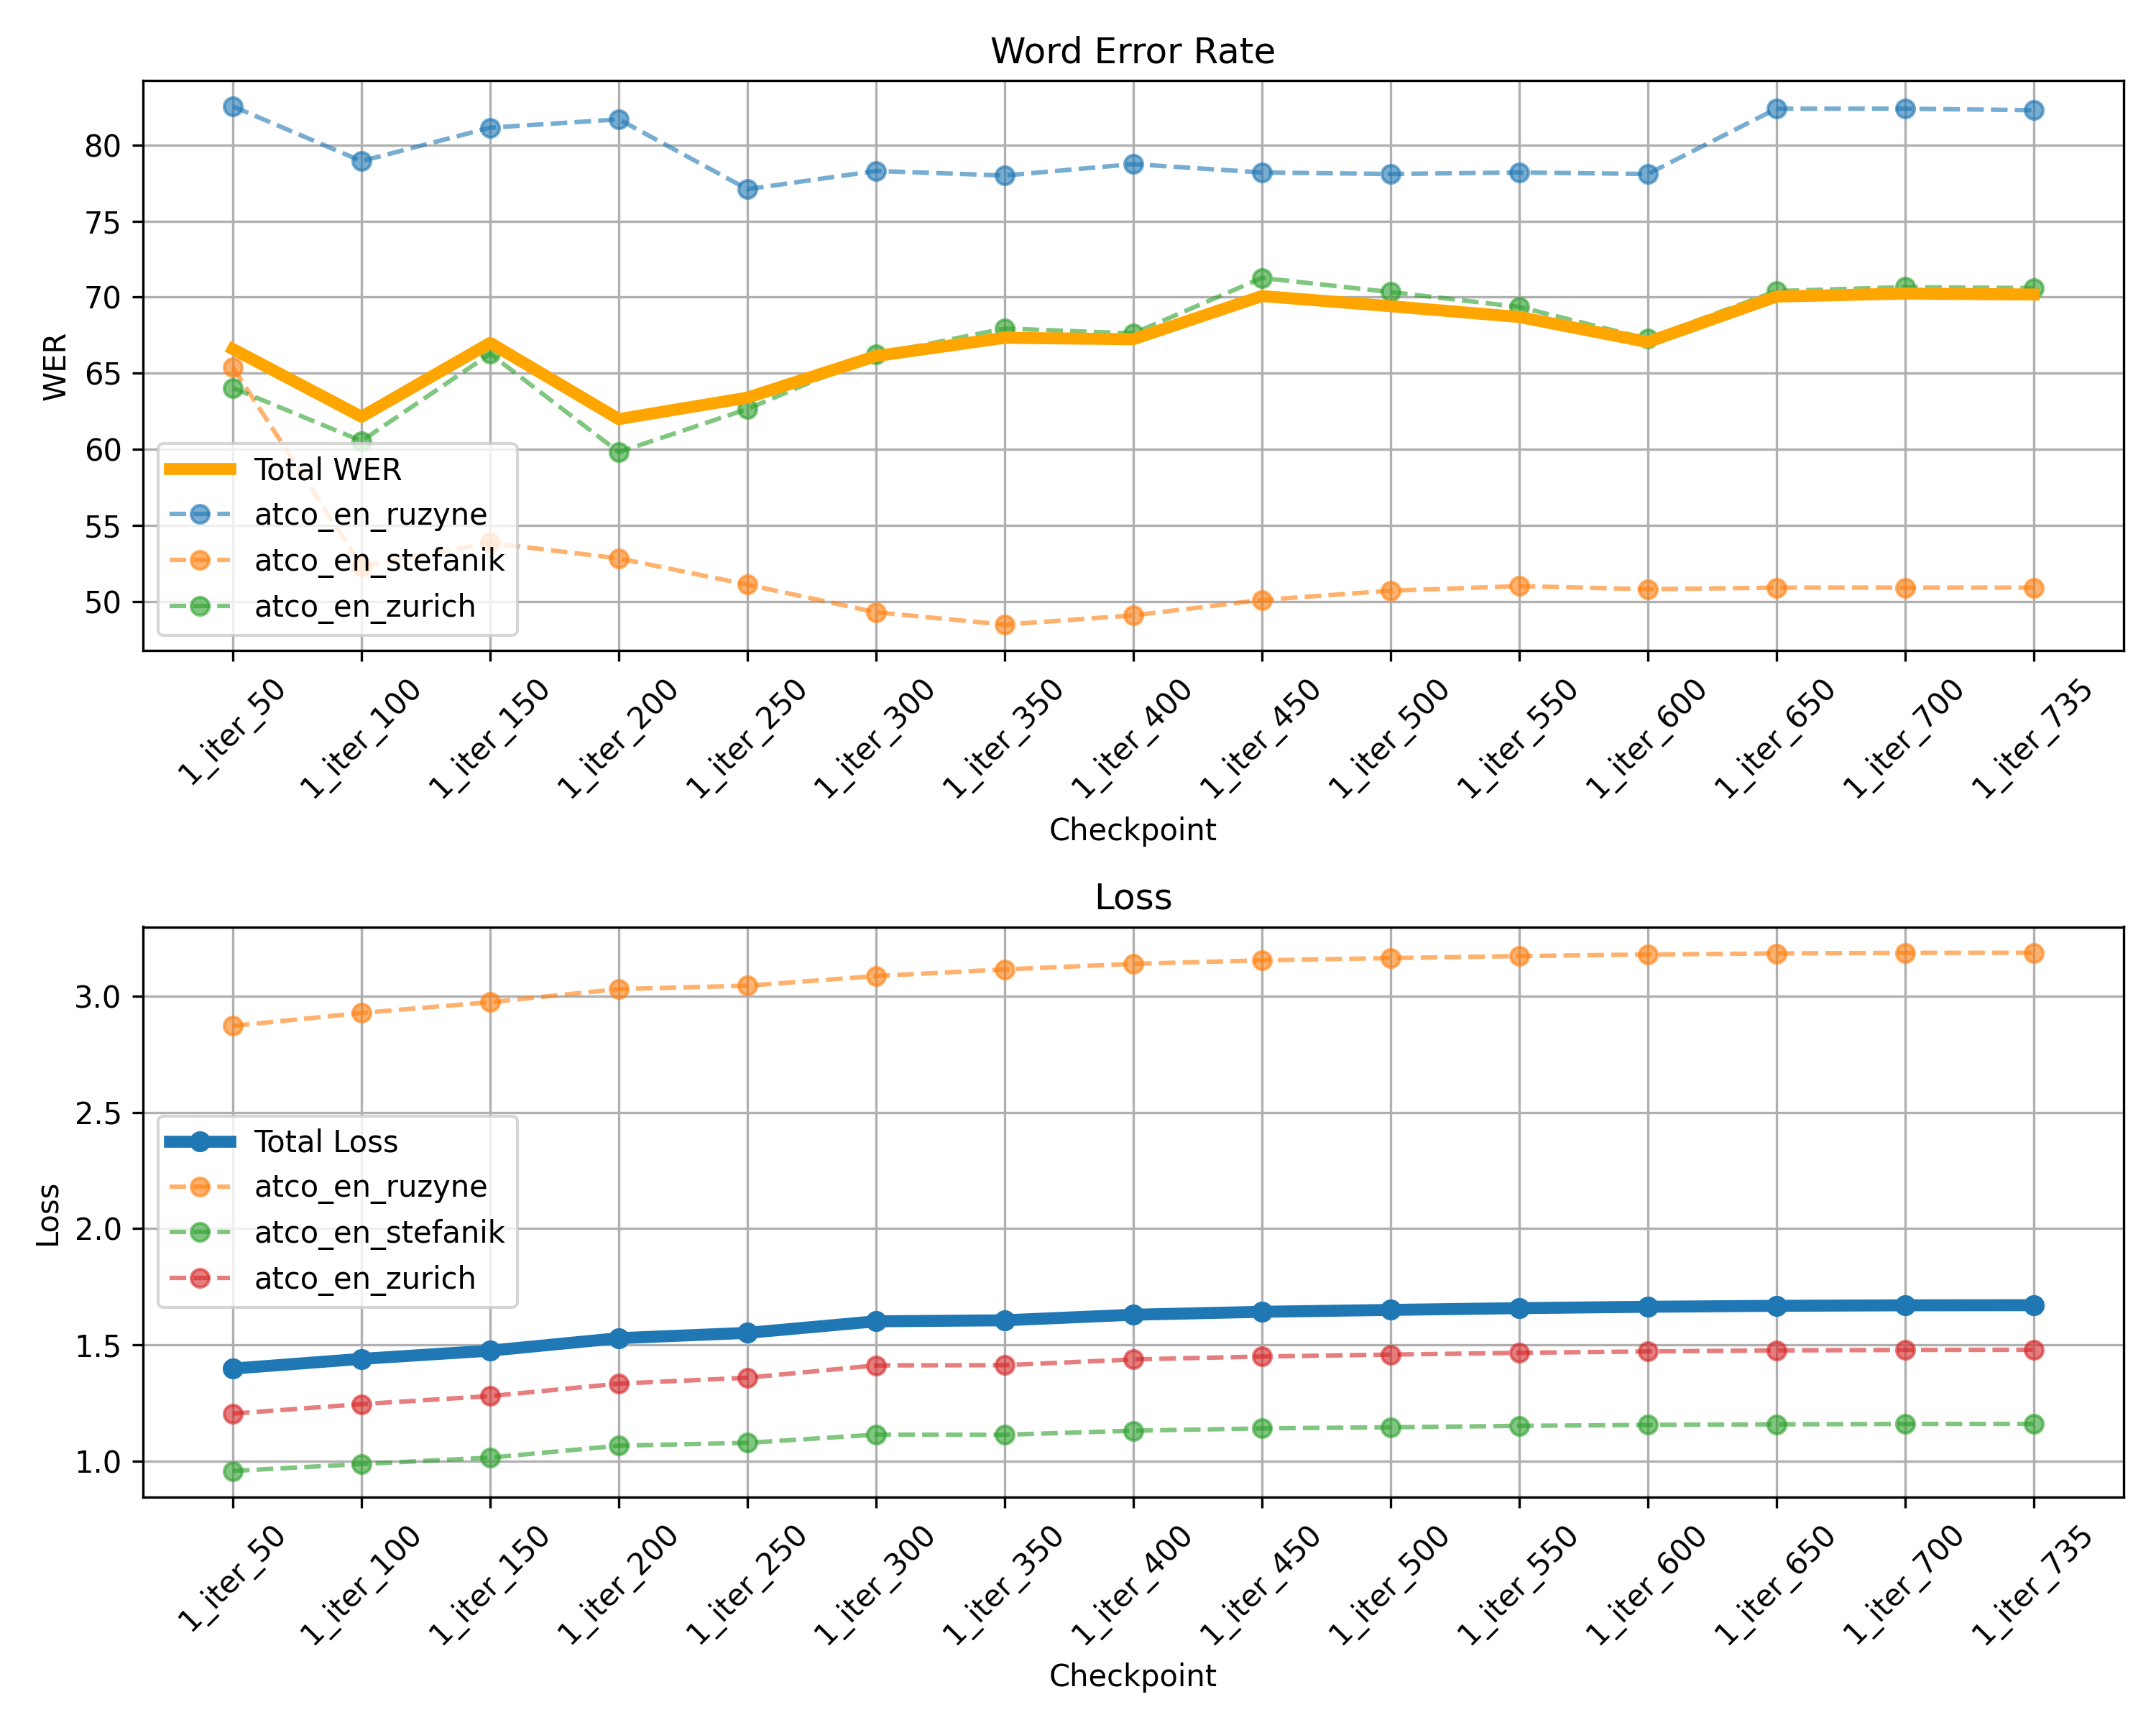 Word Error Rate
WER
80
75
70
65
60
55
50
Total WER
atco_en_ruzyne
atco_en_stefanik
atco_en_zurich
1_iter_50
1_iter_100
1_iter_150
1_iter_200
1_iter_250
1_iter_300
1_iter_350
1_iter_400
1_iter_450
1_iter_500
1_iter_550
1_iter_600
1_iter_650
1_iter_700
1_iter_735
Checkpoint
Loss
Loss
3.0
2.5
2.0
1.5
1.0
Total Loss
atco_en_ruzyne
atco_en_stefanik
atco_en_zurich
1_iter_50
1_iter_100
1_iter_150
1_iter_200
1_iter_250
1_iter_300
1_iter_350
1_iter_400
1_iter_450
1_iter_500
1_iter_550
1_iter_600
1_iter_650
1_iter_700
1_iter_735
Checkpoint